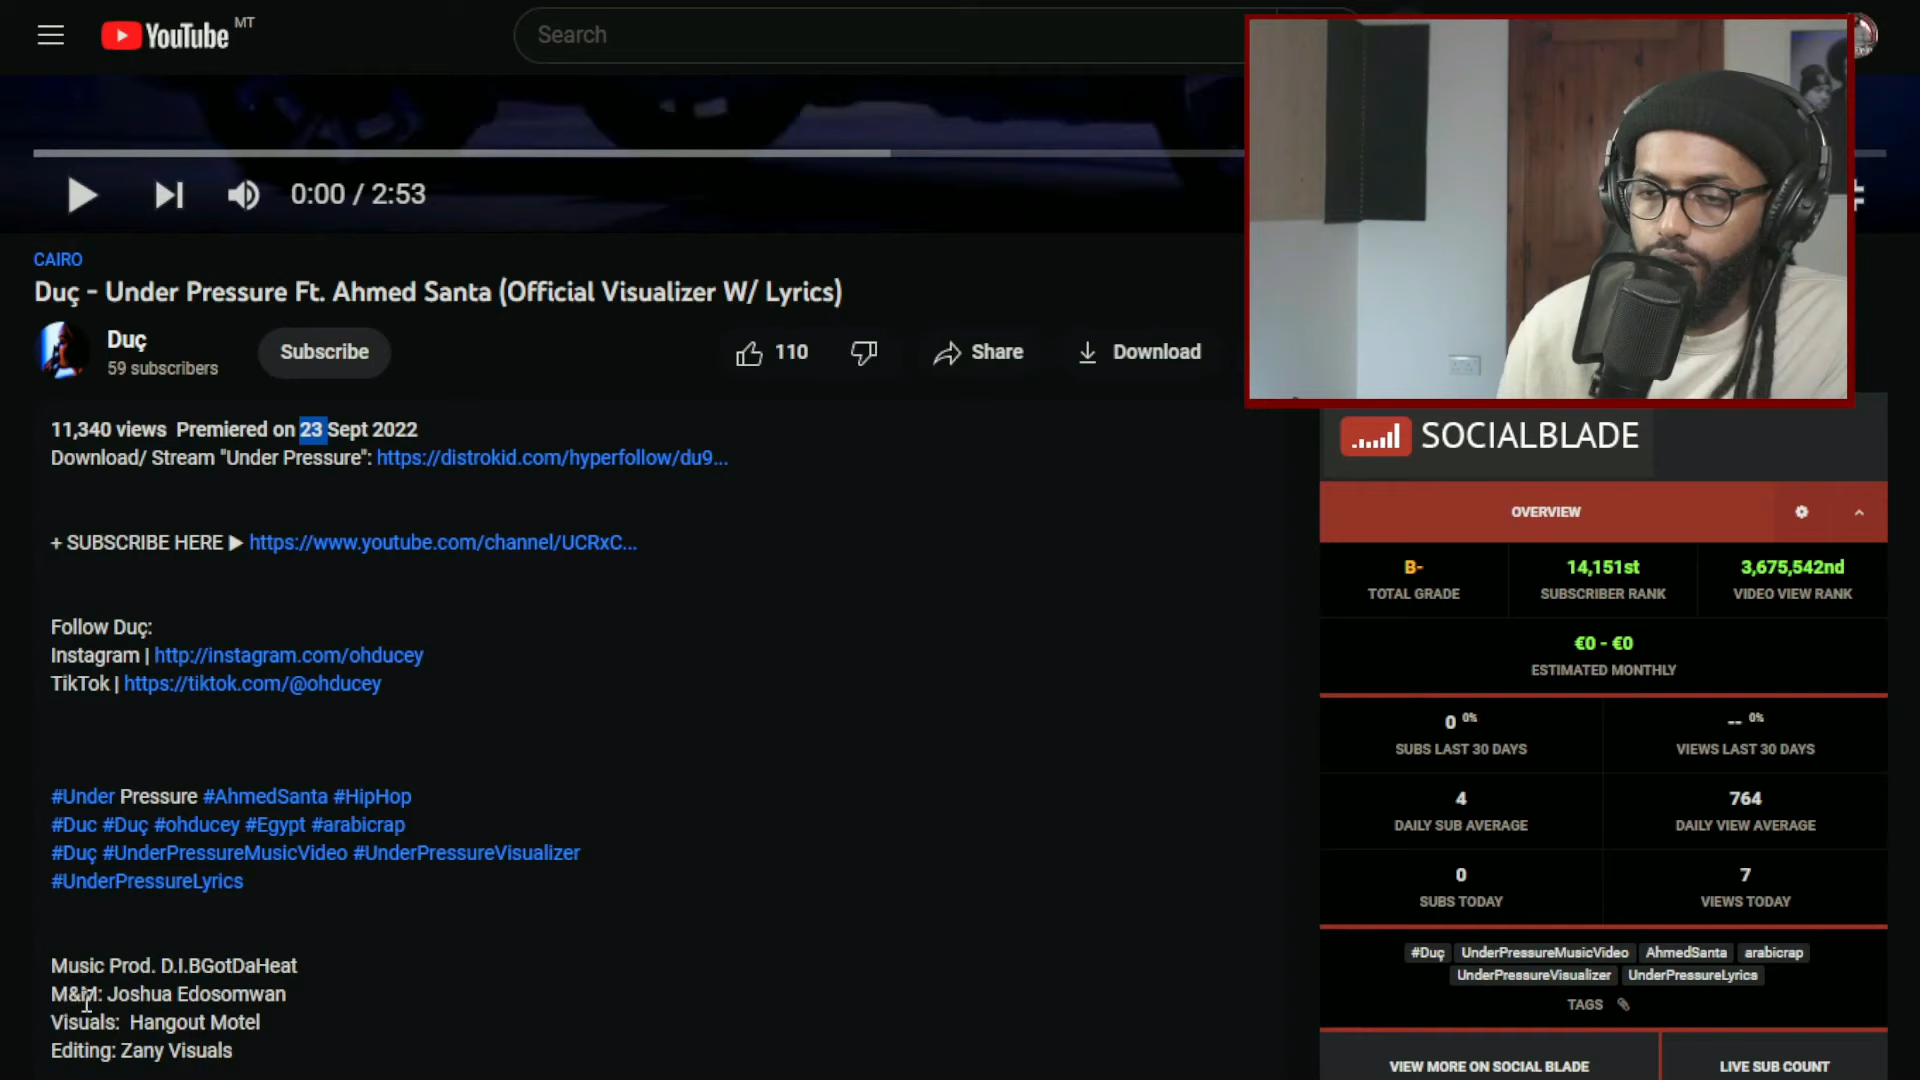 YouTube MT
Search
0:00 / 2:53
CAIRO
Duç - Under Pressure Ft. Ahmed Santa (Official Visualizer W/ Lyrics)
Duç
59 subscribers
Subscribe
110
Share
Download
11,340 views Premiered on 23 Sept 2022
Download/ Stream "Under Pressure": https://distrokid.com/hyperfollow/du9...
+ SUBSCRIBE HERE ▶ https://www.youtube.com/channel/UCRxC...
Follow Duç:
Instagram | http://instagram.com/ohducey
TikTok | https://tiktok.com/@ohducey
#Under Pressure #AhmedSanta #HipHop
#Duc #Duç #ohducey #Egypt #arabicrap
#Duç #UnderPressureMusicVideo #UnderPressureVisualizer
#UnderPressureLyrics
Music Prod. D.I.BGotDaHeat
M&M: Joshua Edosomwan
Visuals: Hangout Motel
Editing: Zany Visuals
SOCIALBLADE
OVERVIEW
B-
TOTAL GRADE
14,151st
SUBSCRIBER RANK
3,675,542nd
VIDEO VIEW RANK
€0 - €0
ESTIMATED MONTHLY
0 0%
SUBS LAST 30 DAYS
-- 0%
VIEWS LAST 30 DAYS
4
DAILY SUB AVERAGE
764
DAILY VIEW AVERAGE
0
SUBS TODAY
7
VIEWS TODAY
#Duç UnderPressureMusicVideo AhmedSanta arabicrap
UnderPressureVisualizer UnderPressureLyrics
TAGS
VIEW MORE ON SOCIAL BLADE
LIVE SUB COUNT